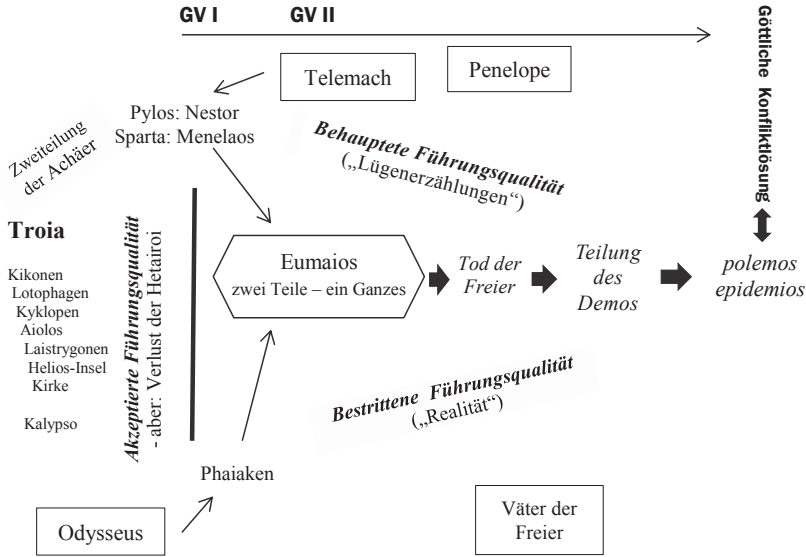 GV I
GV II
Göttliche Konfliktlösung
Telemach
Penelope
Pylos: Nestor
Sparta: Menelaos
Zweiteilung
der Achäer
Behauptete Führungsqualität
(„Lügenerzählungen")
Troia
Kikonen
Lotophagen
Kyklopen
Aiolos
Laistrygonen
Helios-Insel
Kirke
Kalypso
Akzeptierte Führungsqualität
- aber: Verlust der Hetairoi
Eumaios
zwei Teile – ein Ganzes
Tod der
Freier
Teilung
des
Demos
polemos
epidemios
Bestrittene Führungsqualität
(„Realität")
Phaiaken
Odysseus
Väter der
Freier